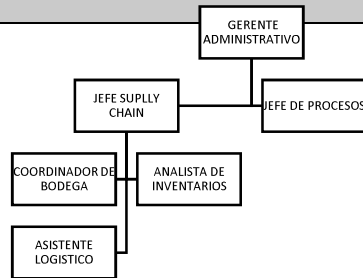 GERENTE
ADMINISTRATIVO
JEFE SUPLLY
CHAIN
JEFE DE PROCESOS
COORDINADOR DE
BODEGA
ANALISTA DE
INVENTARIOS
ASISTENTE
LOGISTICO